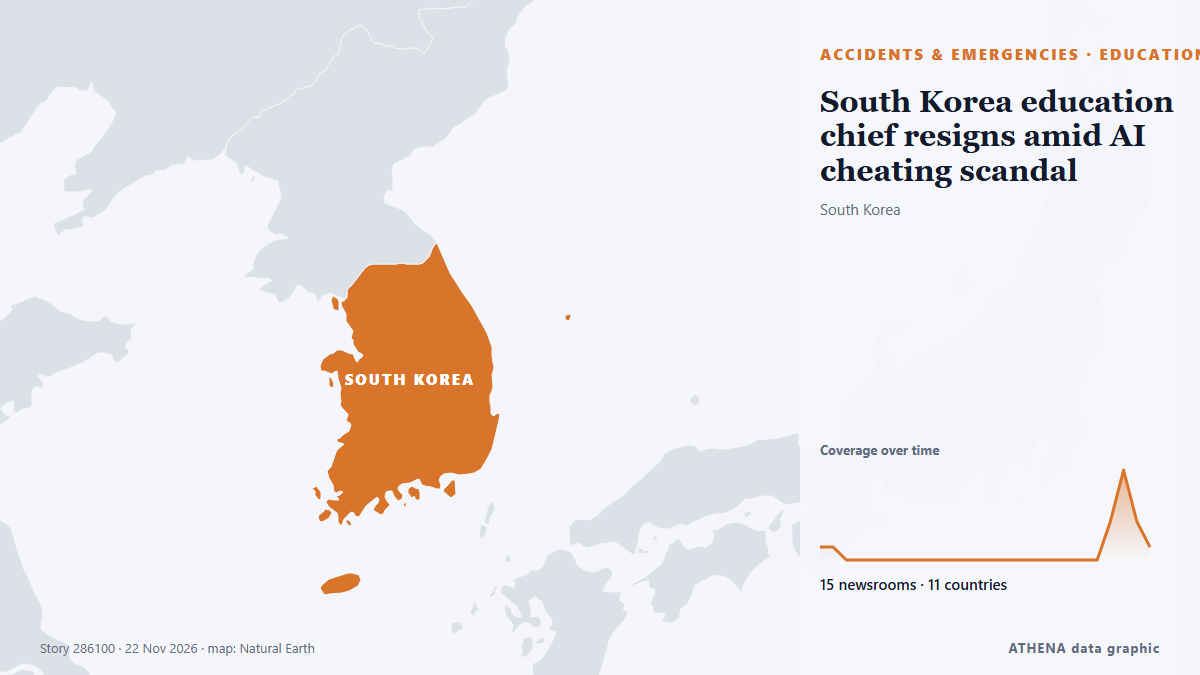 ACCIDENTS & EMERGENCIES · EDUCATION
South Korea education
chief resigns amid AI
cheating scandal
South Korea
SOUTH KOREA
Coverage over time
15 newsrooms · 11 countries
Story 286100 · 22 Nov 2026 · map: Natural Earth
ATHENA data graphic